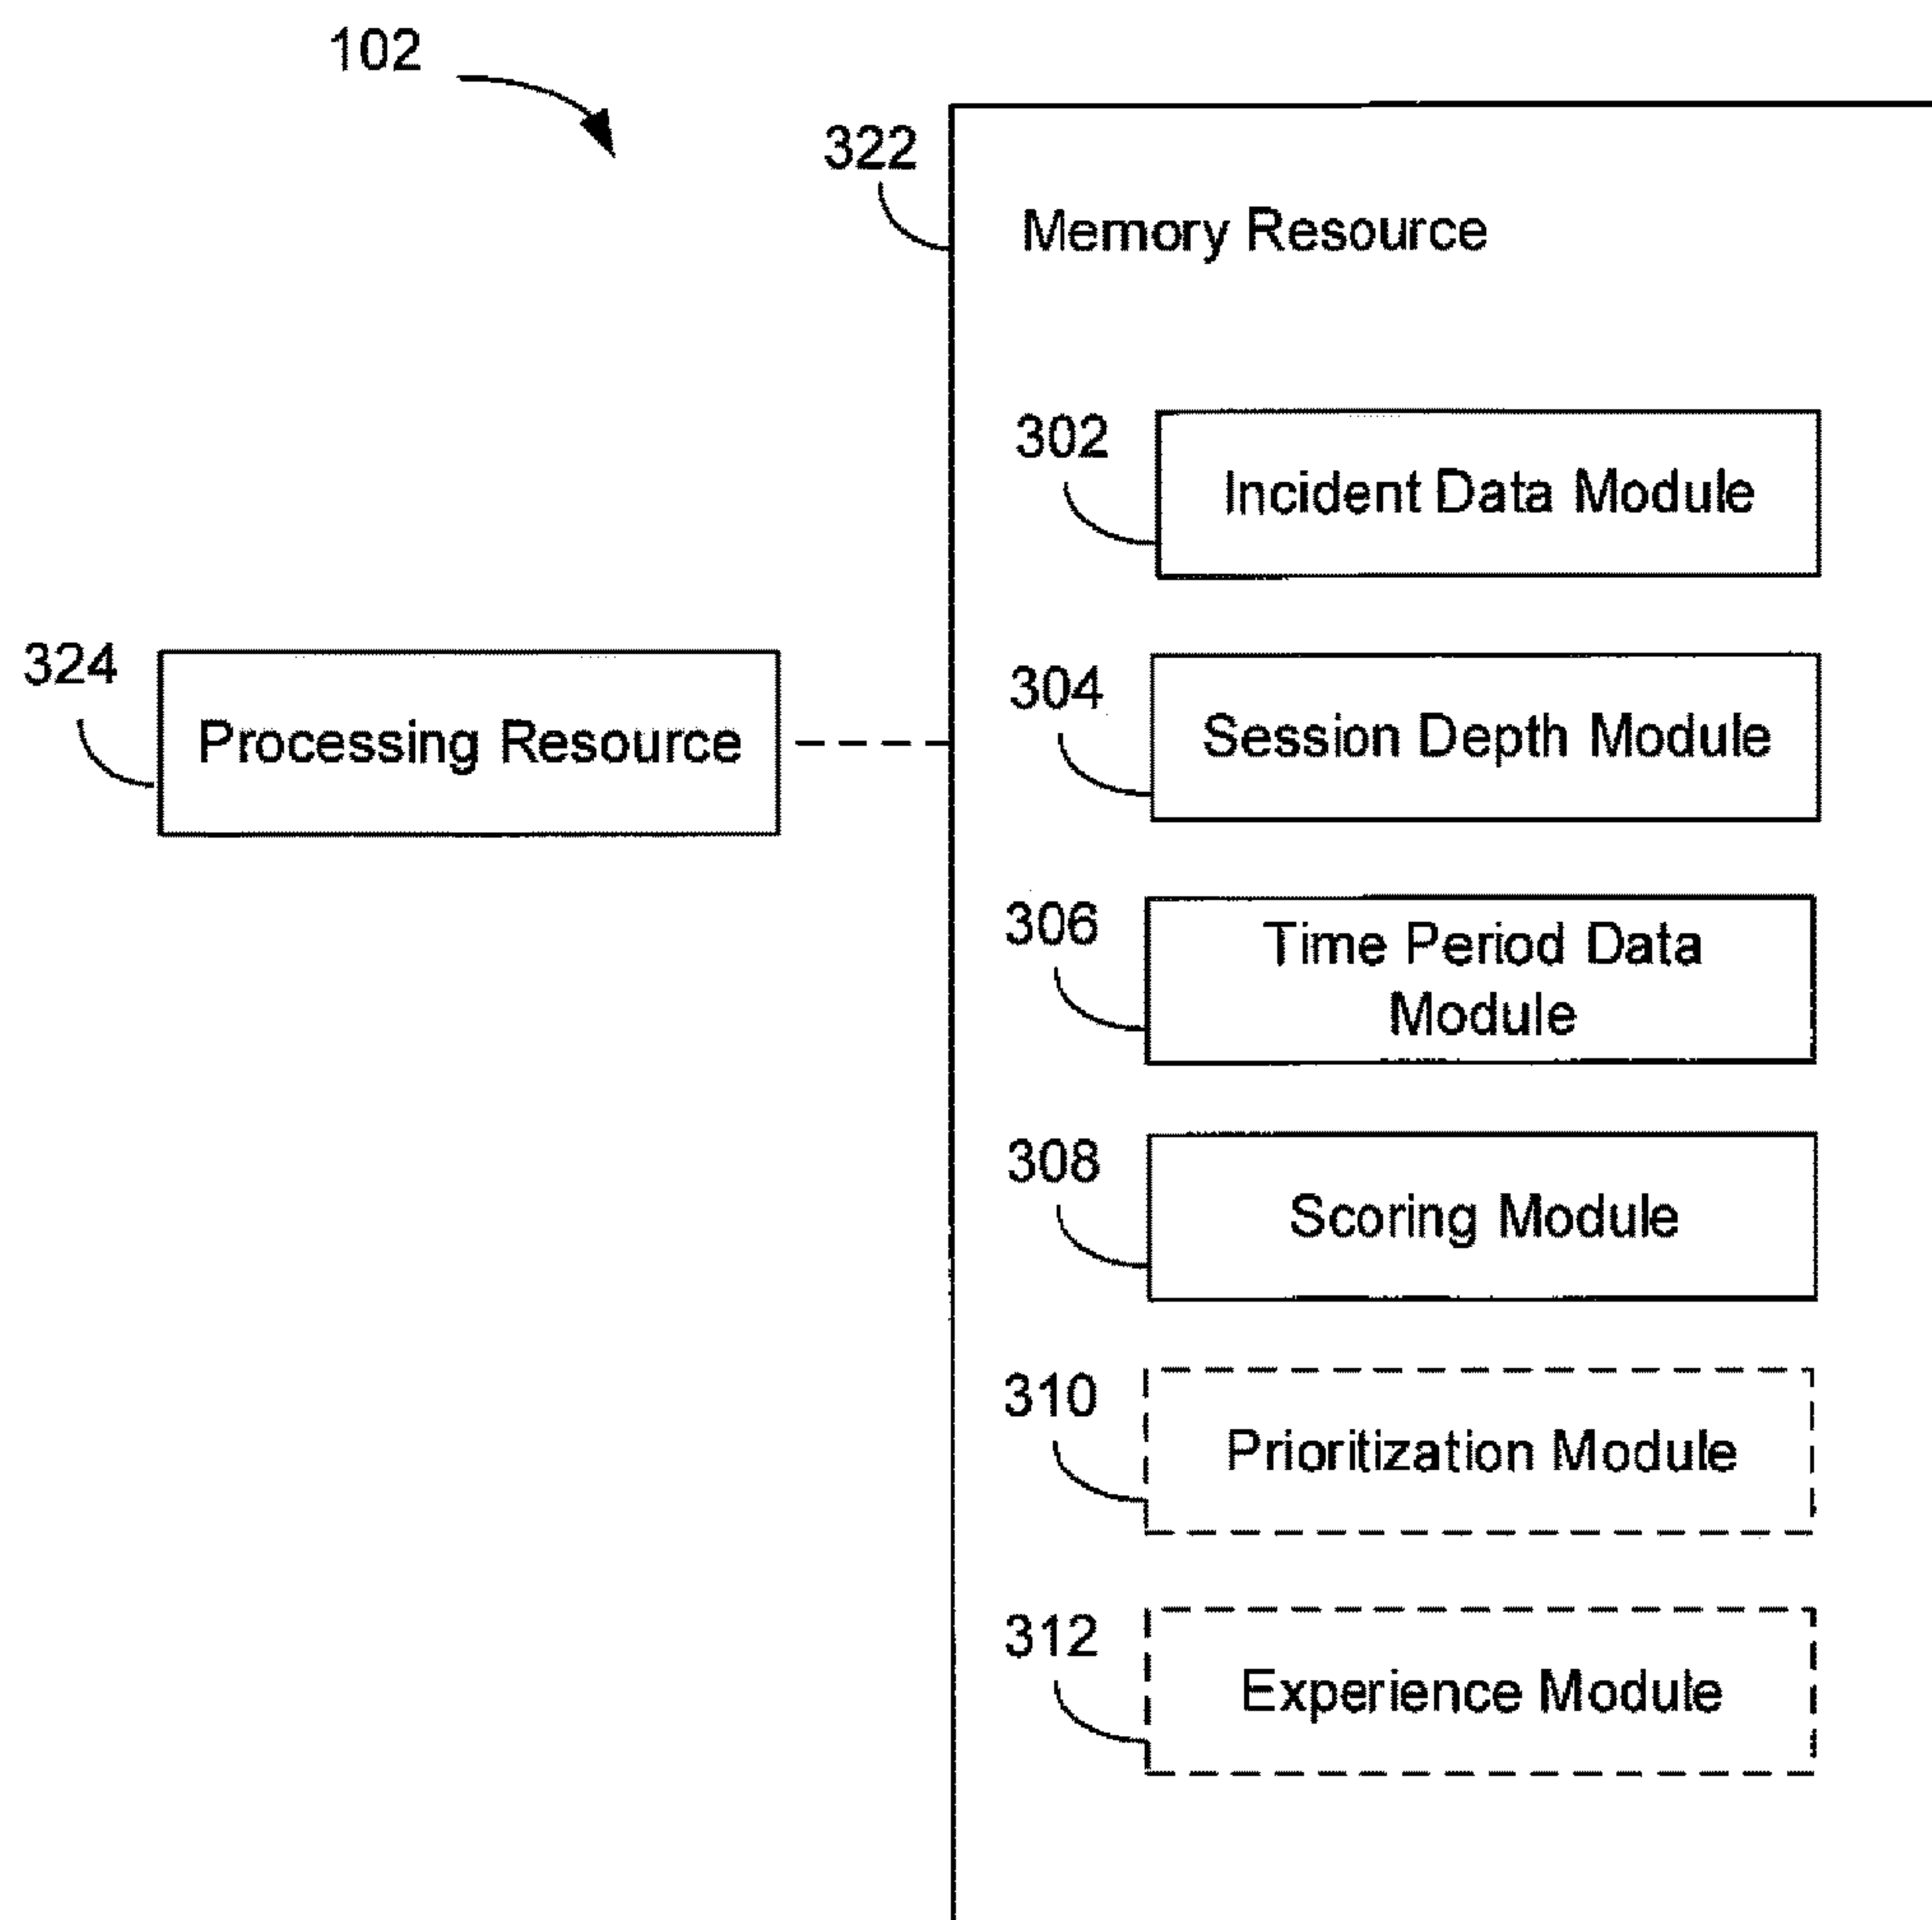 102
322
Memory Resource
302
Incident Data Module
324
Processing Resource
304
Session Depth Module
306
Time Period Data
Module
308
Scoring Module
310
Prioritization Module
312
Experience Module